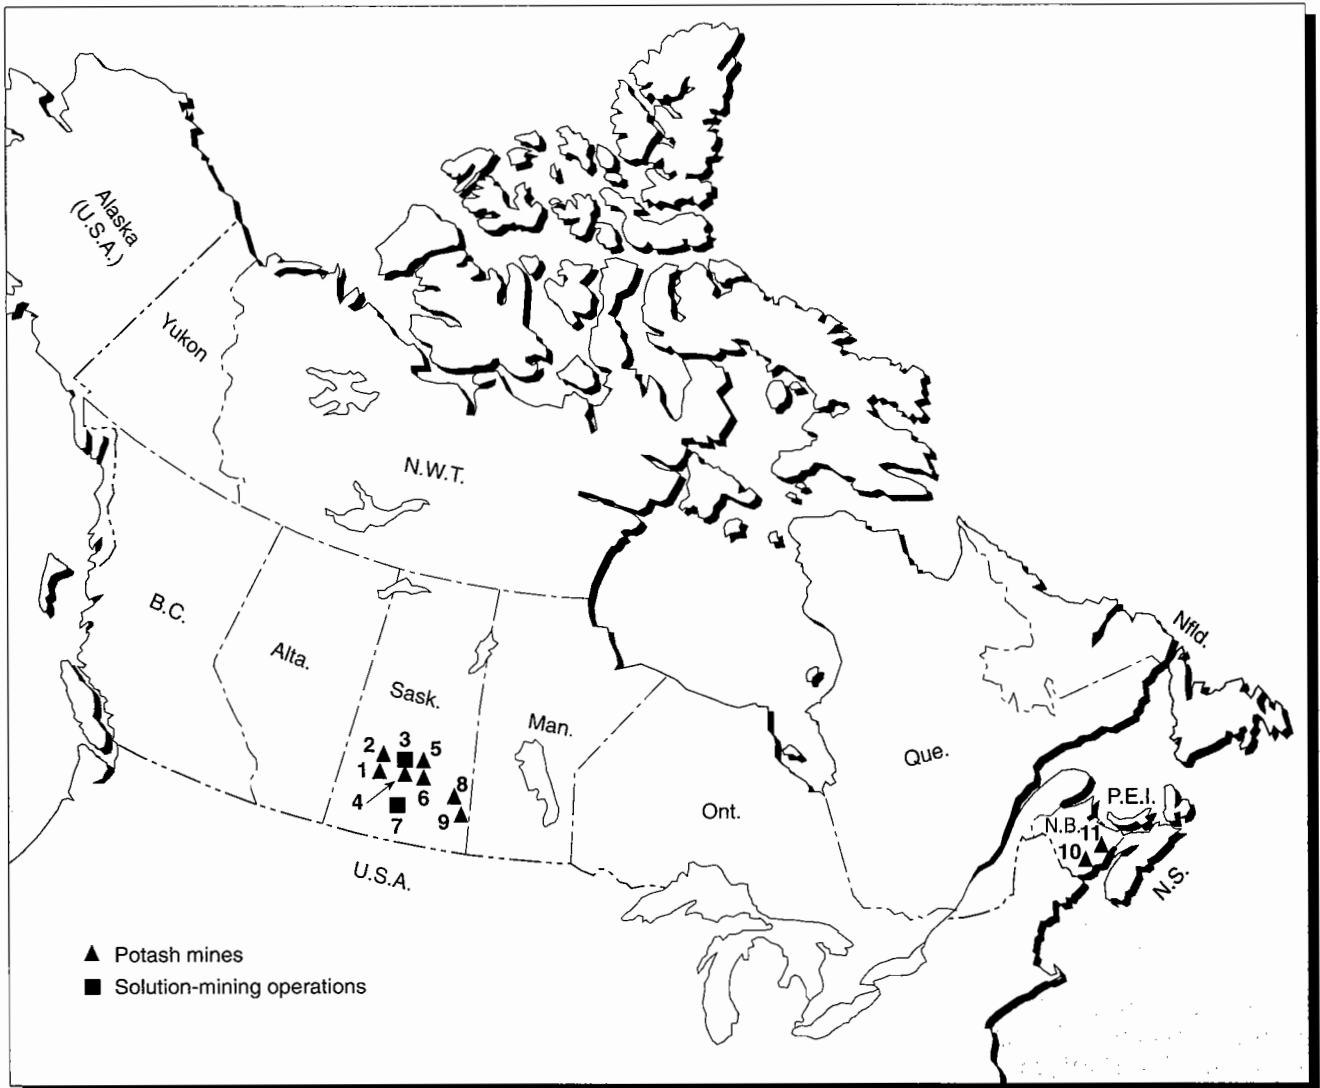 Alaska
(U.S.A.)
Yukon
N.W.T.
B.C.
Alta.
Sask.
Man.
Ont.
Que.
Nfld.
P.E.I.
N.B.
N.S.
2
3
5
1
4
6
7
8
9
11
10
U.S.A.
Potash mines
Solution-mining operations